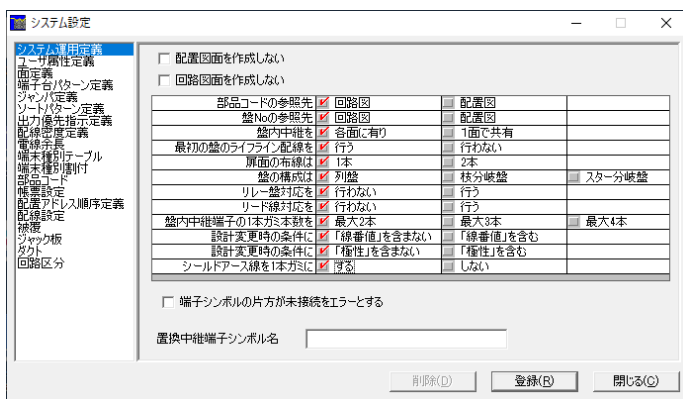 システム設定
システム運用定義
ユーザ属性定義
面定義
端子台パターン定義
ジャンパ定義
ソートパターン定義
出力優先指示定義
配線密度定義
電線余長
端末種別テーブル
端末種別割付
部品コード
帳票設定
配置アドレス順序定義
配線設定
被覆
ジャック板
ダクト
回路区分
配置図面を作成しない
回路図面を作成しない
部品コードの参照先 回路図 配置図
盤Noの参照先 回路図 配置図
盤内中継を 各面に有り 1面で共有
最初の盤のライフライン配線を 行う 行わない
扉面の布線は 1本 2本
盤の構成は 列盤 枝分岐盤 スター分岐盤
リレー盤対応を 行わない 行う
リード線対応を 行わない 行う
盤内中継端子の1本ガミ本数を 最大2本 最大3本 最大4本
設計変更時の条件に 「線番値」を含まない 「線番値」を含む
設計変更時の条件に 「極性」を含まない 「極性」を含む
シールドアース線を1本ガミに する しない
端子シンボルの片方が未接続をエラーとする
置換中継端子シンボル名
削除(D) 登録(R) 閉じる(C)